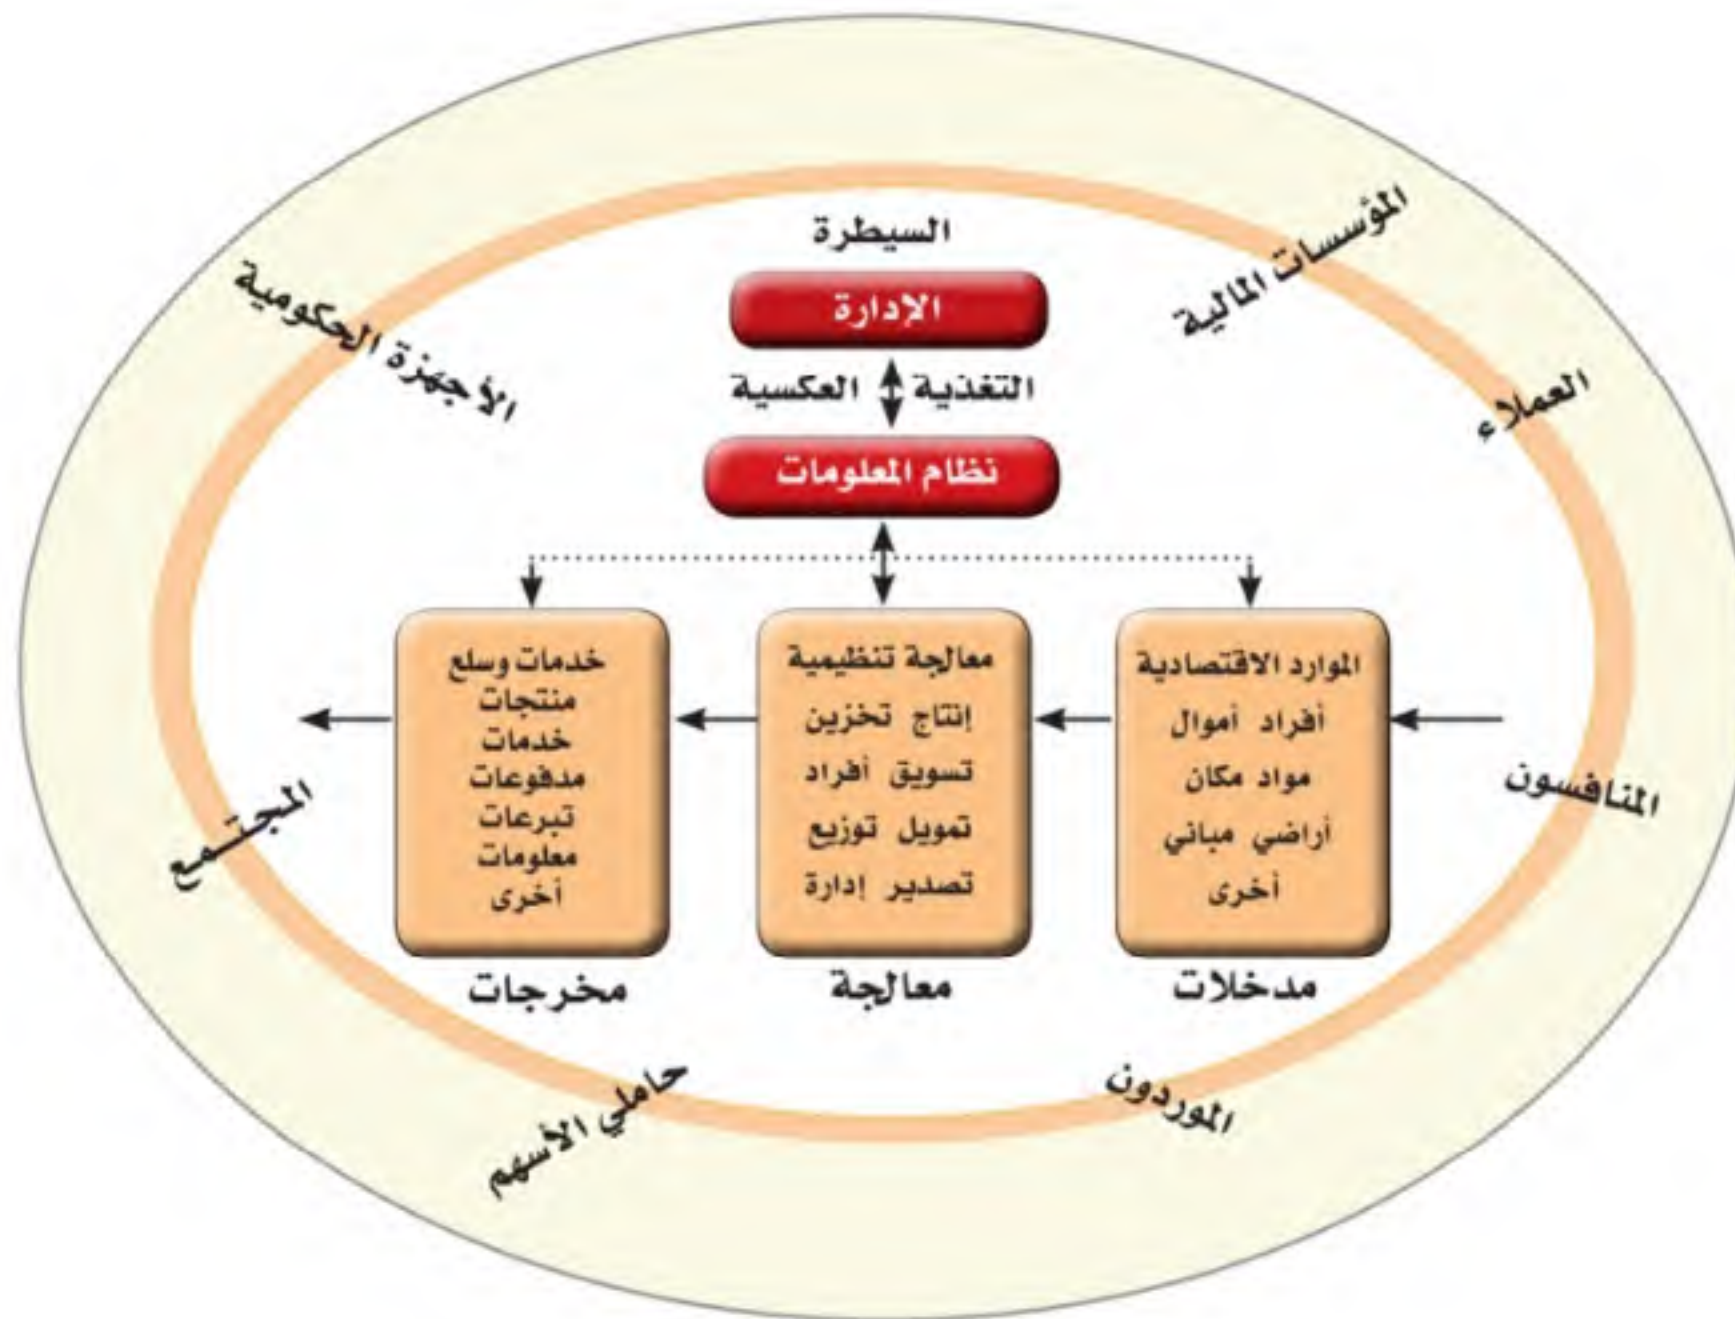 السيطرة
الإدارة
التغذية العكسية
نظام المعلومات
المؤسسات المالية
العملاء
المنافسون
الموردون
حاملي الأسهم
المجتمع
الأجهزة الحكومية
الموارد الاقتصادية
أفراد أموال
مواد مكان
أراضي مباني
أخرى
مدخلات
معالجة تنظيمية
إنتاج تخزين
تسويق أفراد
تمويل توزيع
تصدير إدارة
معالجة
خدمات وسلع
منتجات
خدمات
مدفوعات
تبرعات
معلومات
أخرى
مخرجات